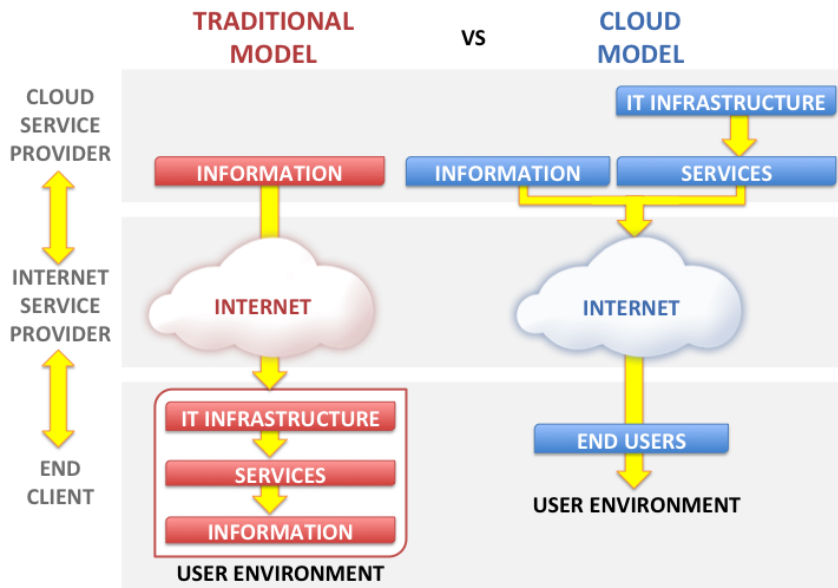 TRADITIONAL
MODEL
VS
CLOUD
MODEL
CLOUD
SERVICE
PROVIDER
IT INFRASTRUCTURE
INFORMATION
INFORMATION
SERVICES
INTERNET
SERVICE
PROVIDER
INTERNET
INTERNET
END
CLIENT
IT INFRASTRUCTURE
SERVICES
INFORMATION
USER ENVIRONMENT
END USERS
USER ENVIRONMENT